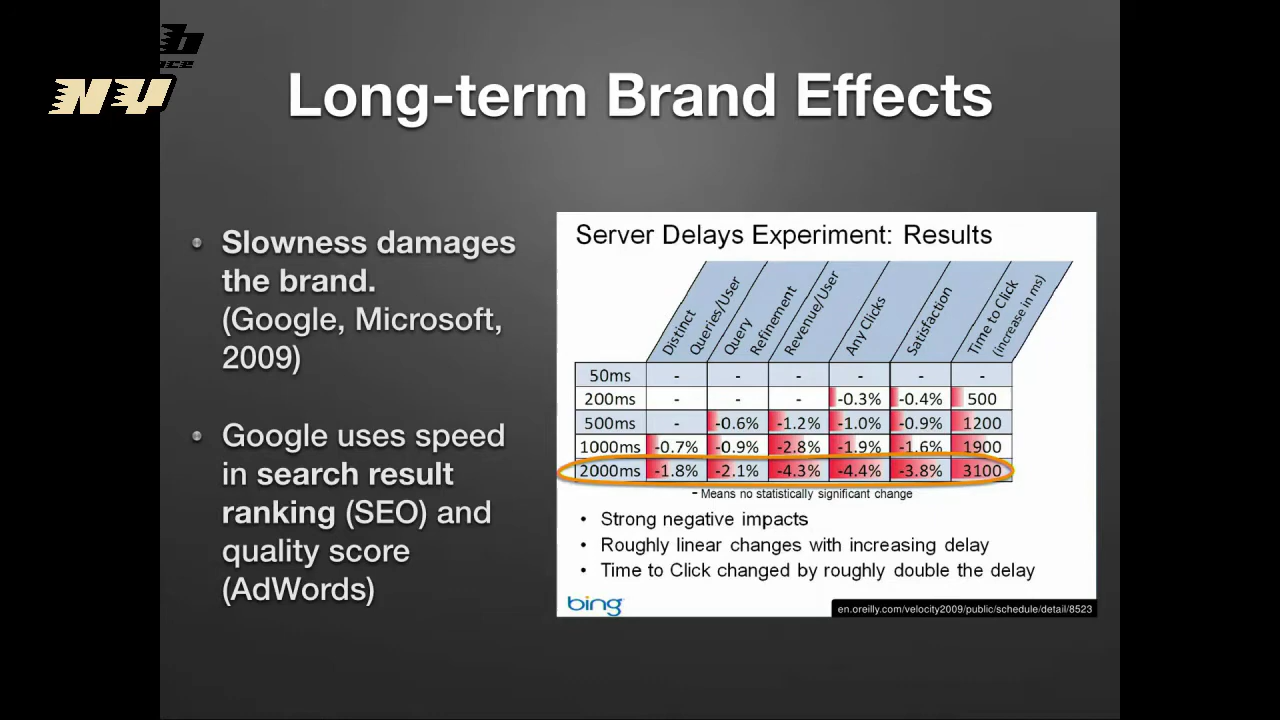 NY
Long-term Brand Effects
Slowness damages
the brand.
(Google, Microsoft,
2009)
Google uses speed
in search result
ranking (SEO) and
quality score
(AdWords)
Server Delays Experiment: Results
Distinct Queries/User Query Refinement Revenue/User Any Clicks Satisfaction Time to Click (increase in ms)
50ms - - - - - -
200ms - - - -0.3% -0.4% 500
500ms - -0.6% -1.2% -1.0% -0.9% 1200
1000ms -0.7% -0.9% -2.8% -1.9% -1.6% 1900
2000ms -1.8% -2.1% -4.3% -4.4% -3.8% 3100
- Means no statistically significant change
• Strong negative impacts
• Roughly linear changes with increasing delay
• Time to Click changed by roughly double the delay
bing
en.oreilly.com/velocity2009/public/schedule/detail/8523